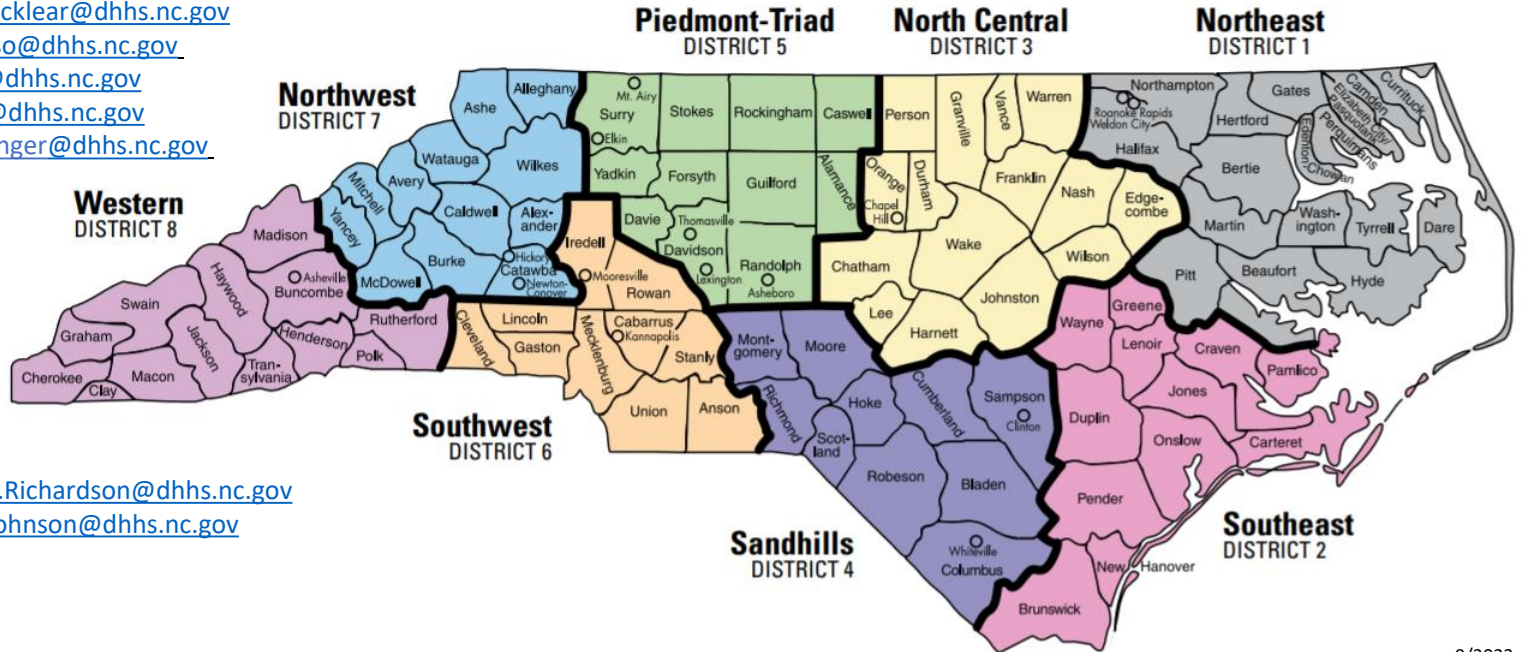 cklear@dhhs.nc.gov
so@dhhs.nc.gov
@dhhs.nc.gov
@dhhs.nc.gov
nger@dhhs.nc.gov
.Richardson@dhhs.nc.gov
ohnson@dhhs.nc.gov
Northwest
DISTRICT 7
Ashe
Alleghany
Watauga
Wilkes
Mitchell
Avery
Yancey
Caldwell
Alex-
ander
Burke
McDowell
Hickory
Catawba
Newton-
Conover
Western
DISTRICT 8
Madison
Haywood
Asheville
Buncombe
Swain
Rutherford
Graham
Jackson
Henderson
Polk
Cherokee
Macon
Tran-
sylvania
Clay
Piedmont-Triad
DISTRICT 5
Mt. Airy
Surry
Elkin
Stokes
Rockingham
Caswell
Yadkin
Forsyth
Guilford
Alamance
Davie
Thomasville
Davidson
Lexington
Randolph
Asheboro
Southwest
DISTRICT 6
Iredell
Mooresville
Rowan
Cleveland
Lincoln
Gaston
Mecklenburg
Cabarrus
Kannapolis
Stanly
Union
Anson
North Central
DISTRICT 3
Person
Granville
Vance
Warren
Orange
Durham
Chapel
Hill
Franklin
Nash
Edge-
combe
Wake
Wilson
Chatham
Lee
Harnett
Johnston
Northeast
DISTRICT 1
Northampton
Roanoke Rapids
Weldon City
Halifax
Gates
Hertford
Camden
Currituck
Elizabeth City/
Pasquotank
Perquimans
Edenton-
Chowan
Bertie
Martin
Wash-
ington
Tyrrell
Dare
Pitt
Beaufort
Hyde
Sandhills
DISTRICT 4
Mont-
gomery
Moore
Richmond
Hoke
Scot-
land
Cumberland
Sampson
Clinton
Robeson
Bladen
Whiteville
Columbus
Southeast
DISTRICT 2
Wayne
Greene
Lenoir
Craven
Pamlico
Jones
Duplin
Onslow
Carteret
Pender
New Hanover
Brunswick